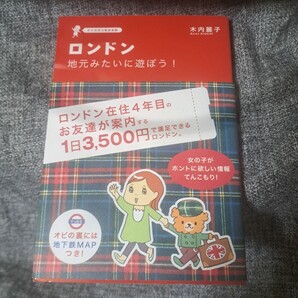 ロンドン
地元みたいに遊ぼう！
木内麗子
ロンドン在住４年目の
お友達が案内する
1日3,500円で満足できる
ロンドン。
女の子が
ホントに欲しい情報
てんこもり！
オビの裏には
地下鉄MAP
つき！